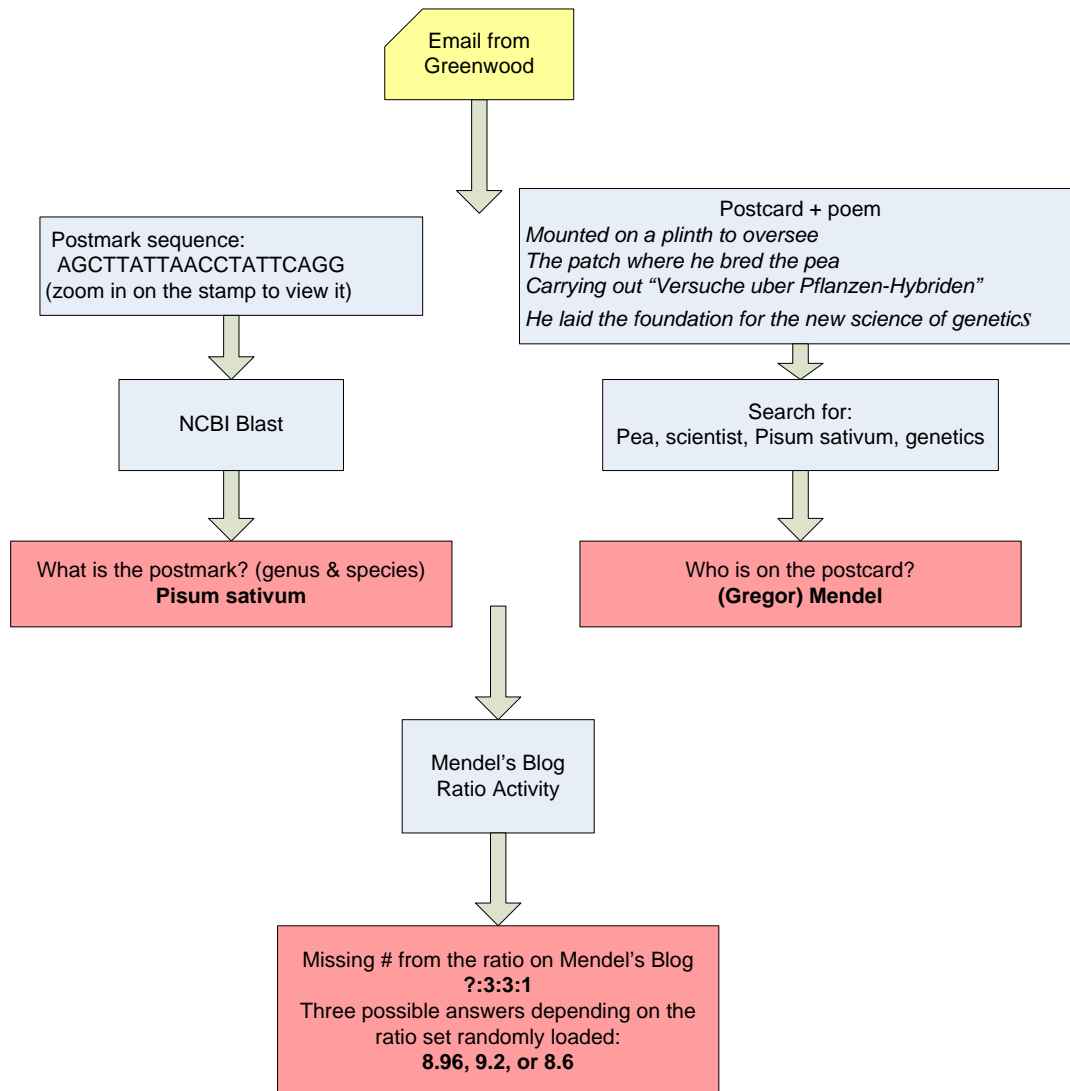 Email from
Greenwood
Postmark sequence:
AGCTTATTAACCTATTCAGG
(zoom in on the stamp to view it)
Postcard + poem
Mounted on a plinth to oversee
The patch where he bred the pea
Carrying out “Versuche uber Pflanzen-Hybriden”
He laid the foundation for the new science of genetics
NCBI Blast
Search for:
Pea, scientist, Pisum sativum, genetics
What is the postmark? (genus & species)
Pisum sativum
Who is on the postcard?
(Gregor) Mendel
Mendel’s Blog
Ratio Activity
Missing # from the ratio on Mendel’s Blog
?:3:3:1
Three possible answers depending on the
ratio set randomly loaded:
8.96, 9.2, or 8.6